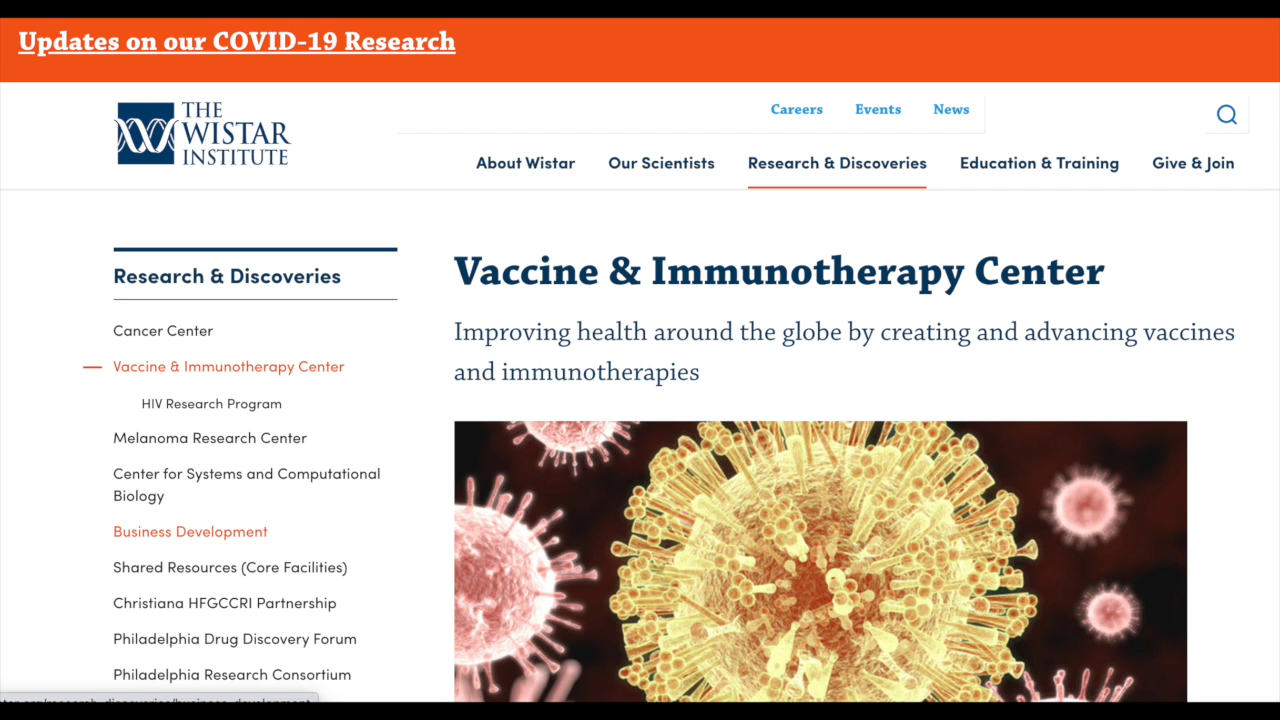 Updates on our COVID-19 Research
THE
WISTAR
INSTITUTE
Careers Events News
About Wistar Our Scientists Research & Discoveries Education & Training Give & Join
Research & Discoveries
Cancer Center
Vaccine & Immunotherapy Center
HIV Research Program
Melanoma Research Center
Center for Systems and Computational
Biology
Business Development
Shared Resources (Core Facilities)
Christiana HFGCCRI Partnership
Philadelphia Drug Discovery Forum
Philadelphia Research Consortium
Vaccine & Immunotherapy Center
Improving health around the globe by creating and advancing vaccines
and immunotherapies